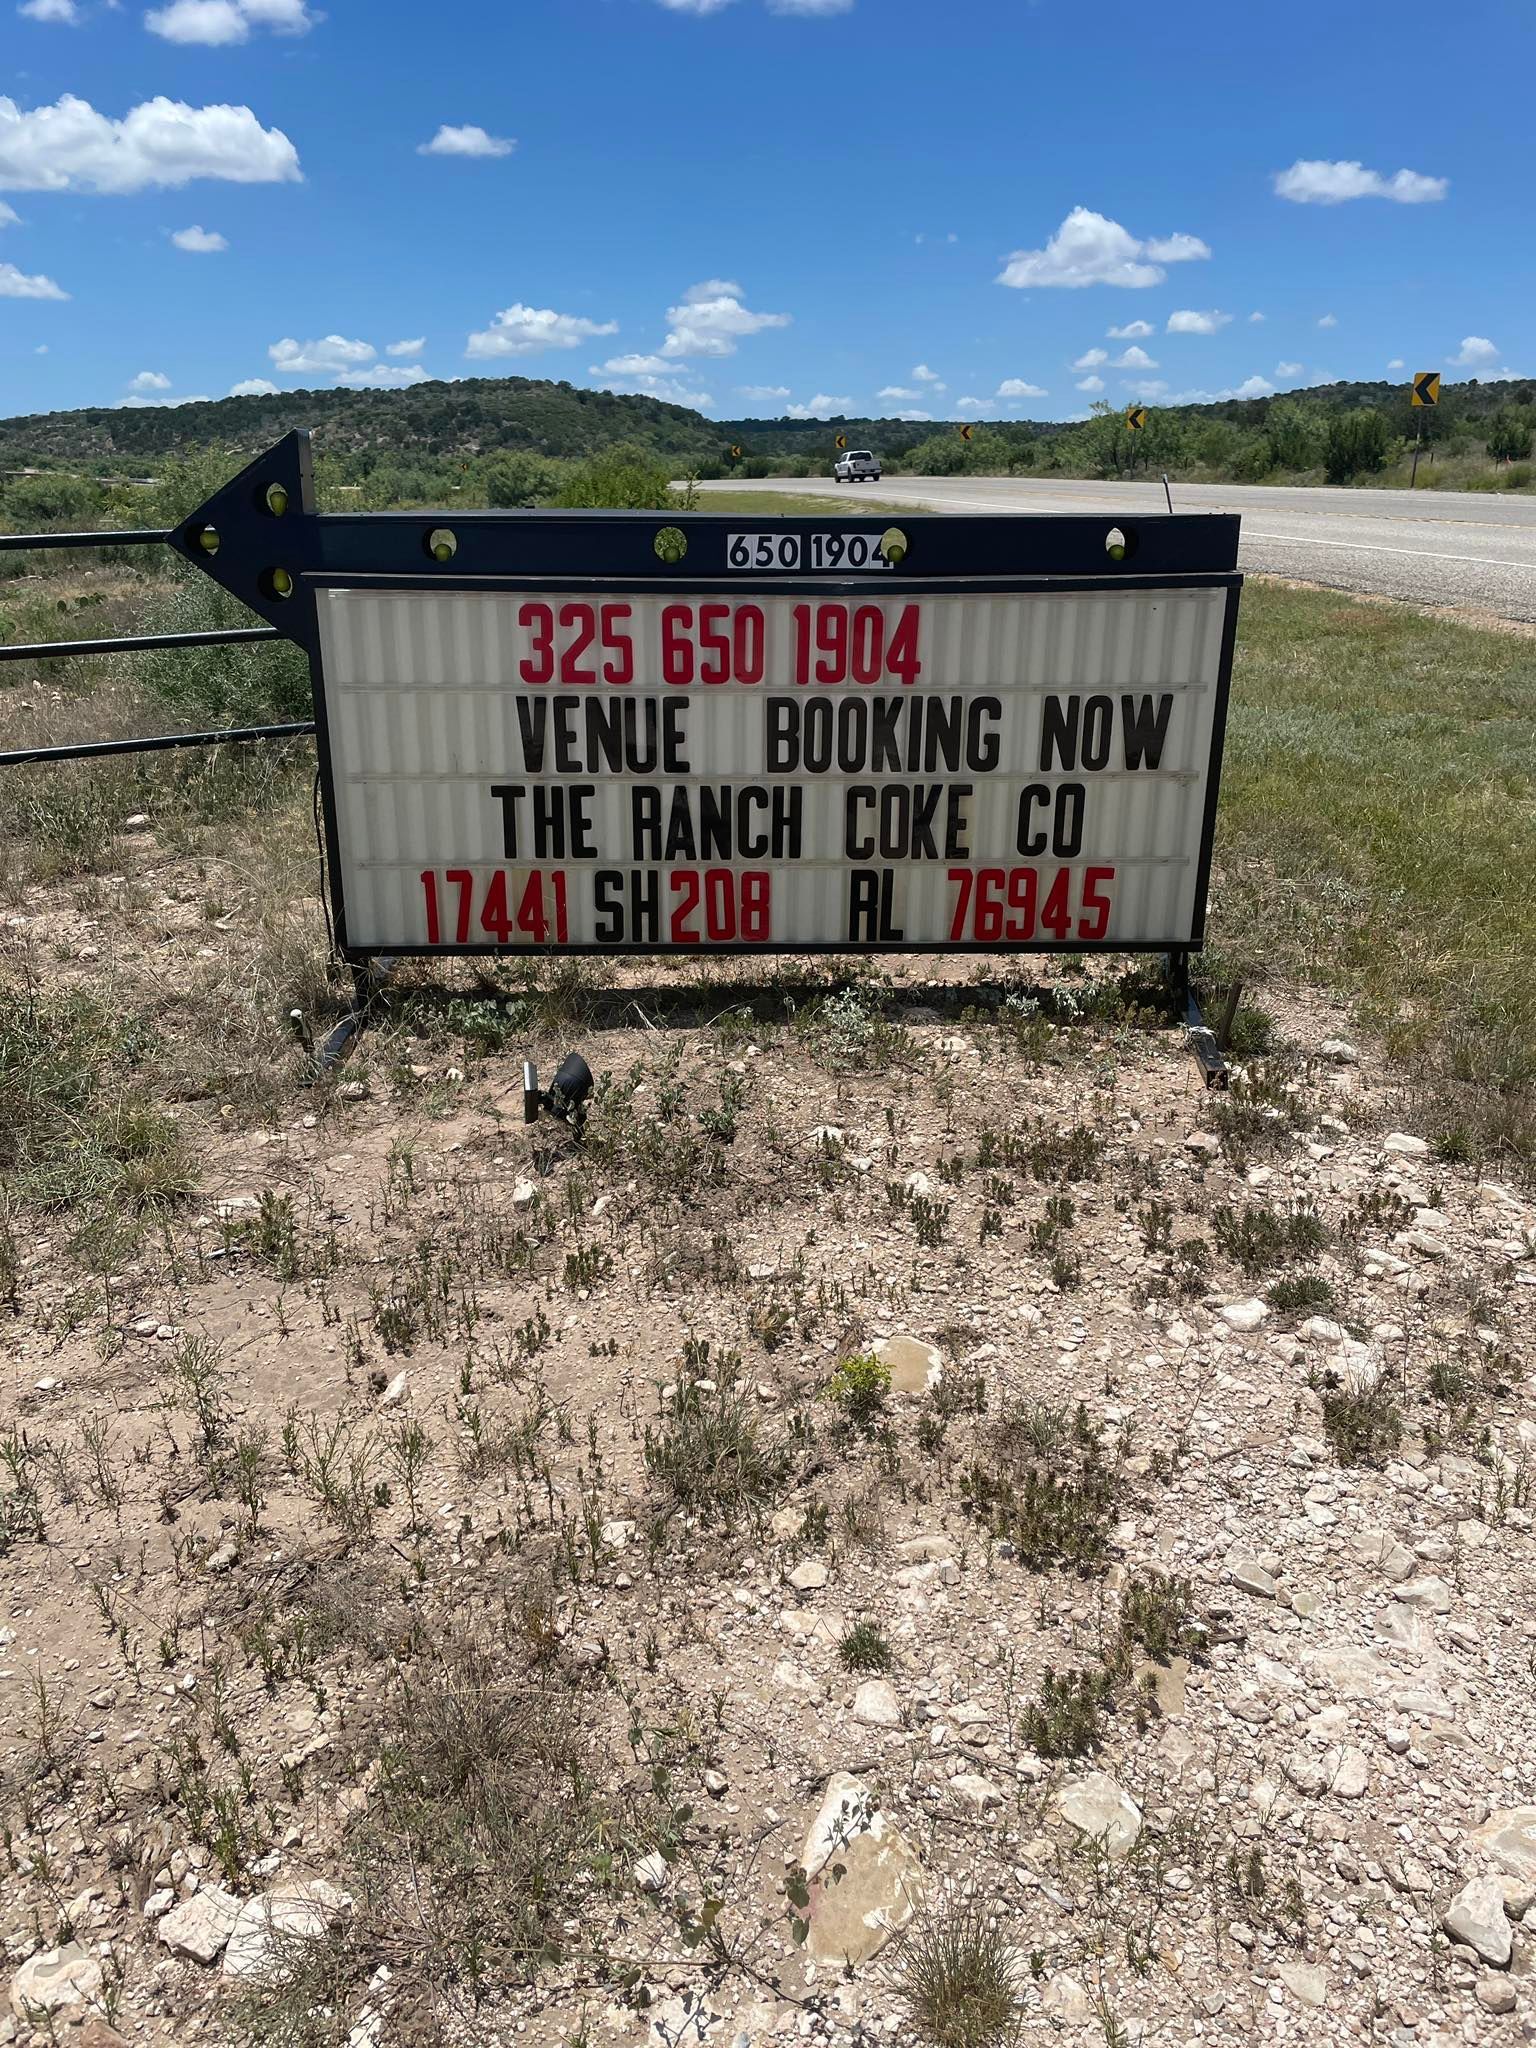 650 1904
325 650 1904
VENUE BOOKING NOW
THE RANCH COKE CO
17441 SH208 RL 76945